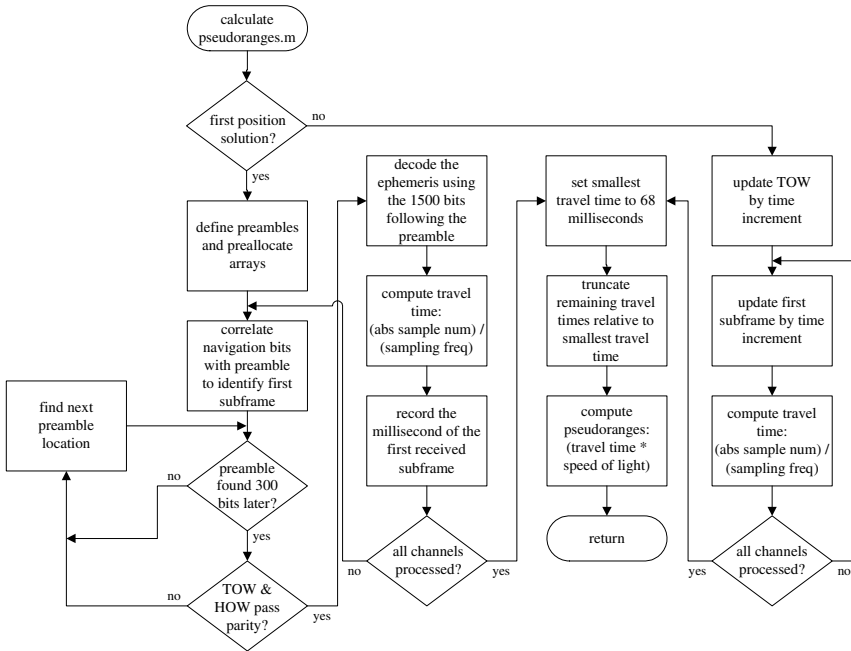 calculate
pseudoranges.m
first position
solution?
no
yes
define preambles
and preallocate
arrays
correlate
navigation bits
with preamble
to identify first
subframe
find next
preamble
location
preamble
found 300
bits later?
no
yes
TOW &
HOW pass
parity?
no
yes
decode the
ephemeris using
the 1500 bits
following the
preamble
compute travel
time:
(abs sample num) /
(sampling freq)
record the
millisecond of the
first received
subframe
all channels
processed?
no
yes
set smallest
travel time to 68
milliseconds
truncate
remaining travel
times relative to
smallest travel
time
compute
pseudoranges:
(travel time *
speed of light)
return
update TOW
by time
increment
update first
subframe by time
increment
compute travel
time:
(abs sample num) /
(sampling freq)
all channels
processed?
yes
no